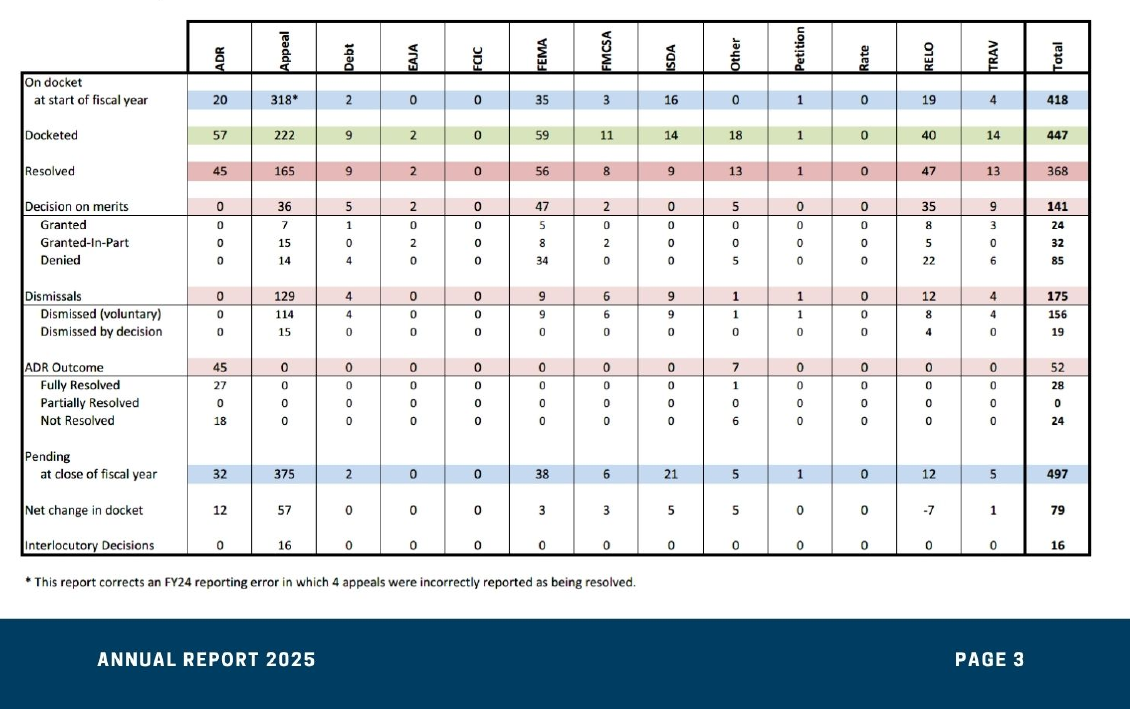 ADR Appeal Debt EAJA FCIC FEMA FMCSA ISDA Other Petition Rate RELO TRAV Total
On docket
at start of fiscal year 20 318* 2 0 0 35 3 16 0 1 0 19 4 418
Docketed 57 222 9 2 0 59 11 14 18 1 0 40 14 447
Resolved 45 165 9 2 0 56 8 9 13 1 0 47 13 368
Decision on merits 0 36 5 2 0 47 2 0 5 0 0 35 9 141
Granted 0 7 1 0 0 5 0 0 0 0 0 8 3 24
Granted-In-Part 0 15 0 2 0 8 2 0 0 0 0 5 0 32
Denied 0 14 4 0 0 34 0 0 5 0 0 22 6 85
Dismissals 0 129 4 0 0 9 6 9 1 1 0 12 4 175
Dismissed (voluntary) 0 114 4 0 0 9 6 9 1 1 0 8 4 156
Dismissed by decision 0 15 0 0 0 0 0 0 0 0 0 4 0 19
ADR Outcome 45 0 0 0 0 0 0 0 7 0 0 0 0 52
Fully Resolved 27 0 0 0 0 0 0 0 1 0 0 0 0 28
Partially Resolved 0 0 0 0 0 0 0 0 0 0 0 0 0 0
Not Resolved 18 0 0 0 0 0 0 0 6 0 0 0 0 24
Pending
at close of fiscal year 32 375 2 0 0 38 6 21 5 1 0 12 5 497
Net change in docket 12 57 0 0 0 3 3 5 5 0 0 -7 1 79
Interlocutory Decisions 0 16 0 0 0 0 0 0 0 0 0 0 0 16
* This report corrects an FY24 reporting error in which 4 appeals were incorrectly reported as being resolved.
ANNUAL REPORT 2025 PAGE 3